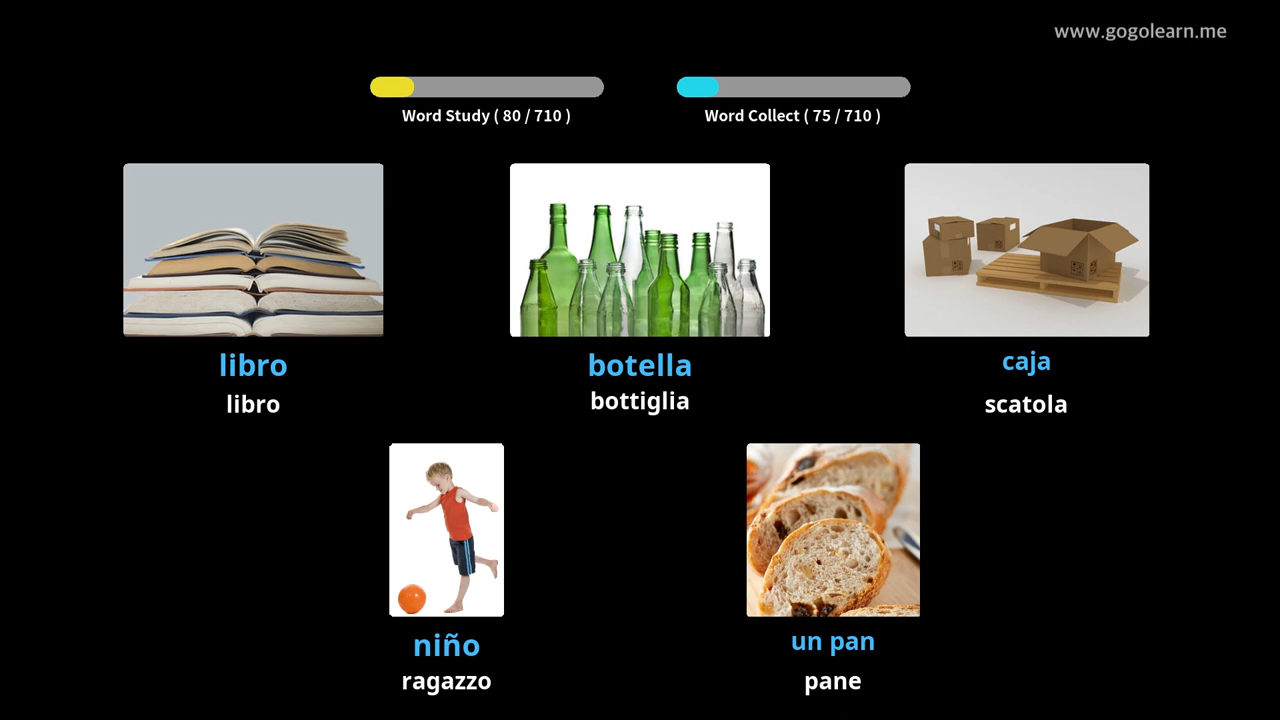 www.gogolearn.me
Word Study ( 80 / 710 )
Word Collect ( 75 / 710 )
libro
libro
botella
bottiglia
caja
scatola
niño
ragazzo
un pan
pane